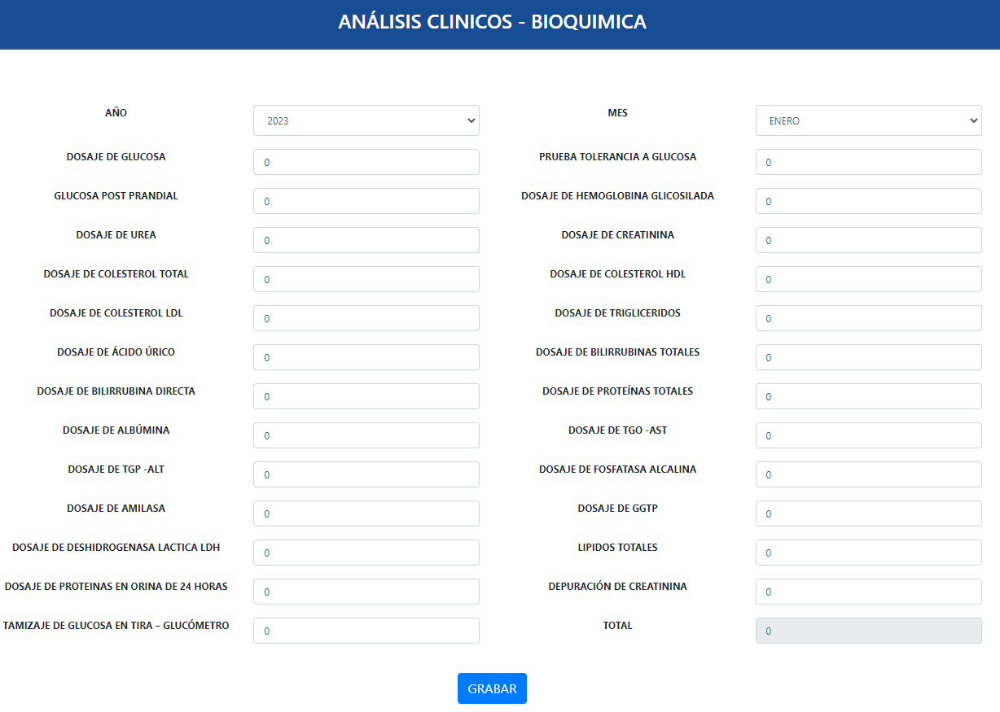 ANÁLISIS CLINICOS - BIOQUIMICA
AÑO 2023 MES ENERO
DOSAJE DE GLUCOSA 0 PRUEBA TOLERANCIA A GLUCOSA 0
GLUCOSA POST PRANDIAL 0 DOSAJE DE HEMOGLOBINA GLICOSILADA 0
DOSAJE DE UREA 0 DOSAJE DE CREATININA 0
DOSAJE DE COLESTEROL TOTAL 0 DOSAJE DE COLESTEROL HDL 0
DOSAJE DE COLESTEROL LDL 0 DOSAJE DE TRIGLICERIDOS 0
DOSAJE DE ÁCIDO ÚRICO 0 DOSAJE DE BILIRRUBINAS TOTALES 0
DOSAJE DE BILIRRUBINA DIRECTA 0 DOSAJE DE PROTEÍNAS TOTALES 0
DOSAJE DE ALBÚMINA 0 DOSAJE DE TGO -AST 0
DOSAJE DE TGP -ALT 0 DOSAJE DE FOSFATASA ALCALINA 0
DOSAJE DE AMILASA 0 DOSAJE DE GGTP 0
DOSAJE DE DESHIDROGENASA LACTICA LDH 0 LIPIDOS TOTALES 0
DOSAJE DE PROTEINAS EN ORINA DE 24 HORAS 0 DEPURACIÓN DE CREATININA 0
TAMIZAJE DE GLUCOSA EN TIRA – GLUCÓMETRO 0 TOTAL 0
GRABAR